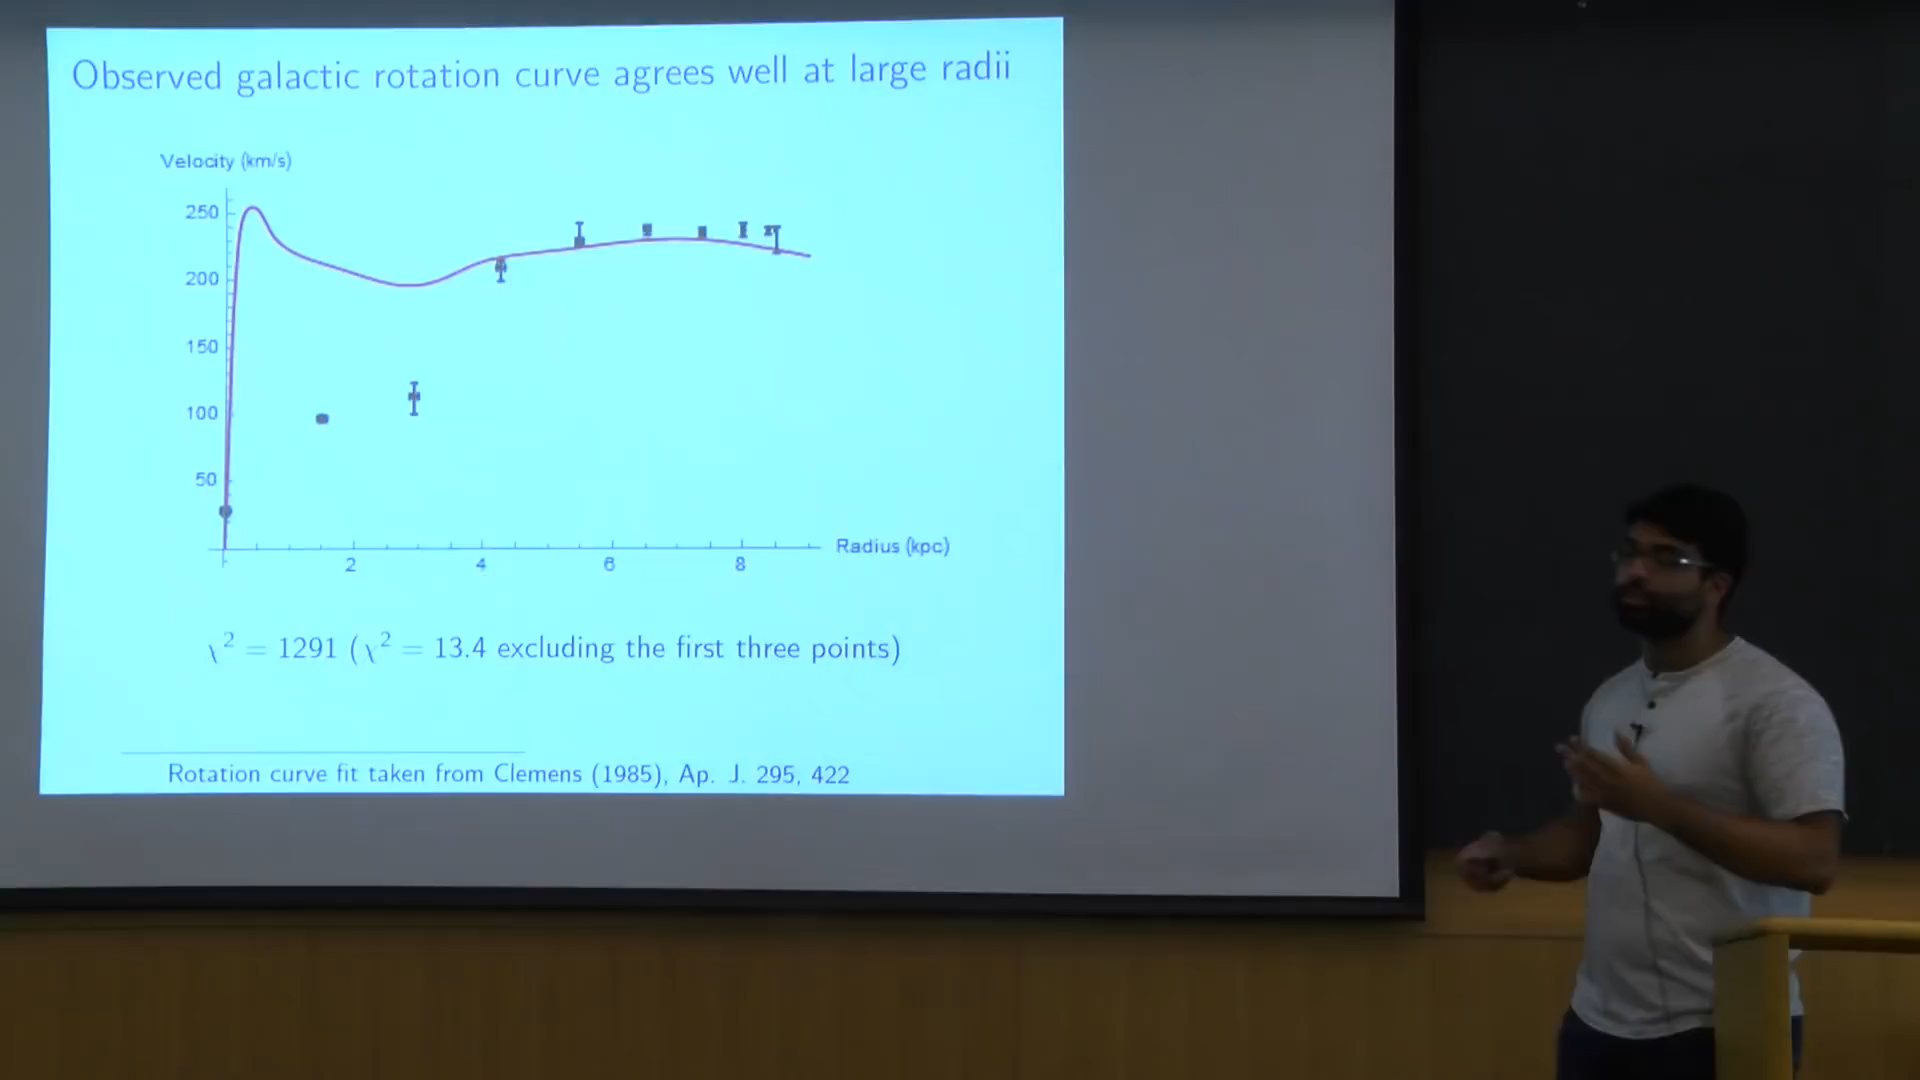 Observed galactic rotation curve agrees well at large radii
Velocity (km/s)
250
200
150
100
50
2
4
6
8
Radius (kpc)
χ² = 1291 (χ² = 13.4 excluding the first three points)
Rotation curve fit taken from Clemens (1985), Ap. J. 295, 422